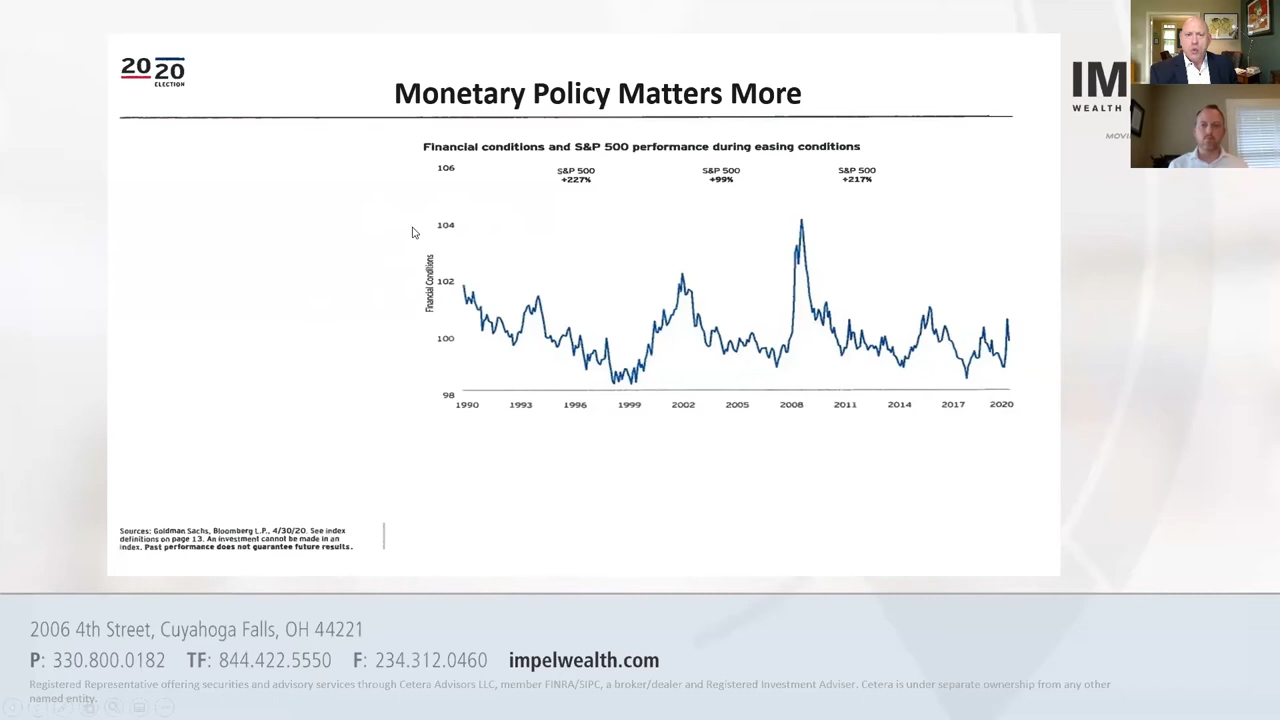 2020
ELECTION
Monetary Policy Matters More
IM
WEALTH
MOVI
Financial conditions and S&P 500 performance during easing conditions
S&P 500
+227%
S&P 500
+99%
S&P 500
+217%
Financial Conditions
106
104
102
100
98
1990 1993 1996 1999 2002 2005 2008 2011 2014 2017 2020
Sources: Goldman Sachs, Bloomberg L.P., 4/30/20. See index
definitions on page 13. An investment cannot be made in an
index. Past performance does not guarantee future results.
2006 4th Street, Cuyahoga Falls, OH 44221
P: 330.800.0182 TF: 844.422.5550 F: 234.312.0460 impelwealth.com
Registered Representative offering securities and advisory services through Cetera Advisors LLC, member FINRA/SIPC, a broker/dealer and Registered Investment Adviser. Cetera is under separate ownership from any other
named entity.